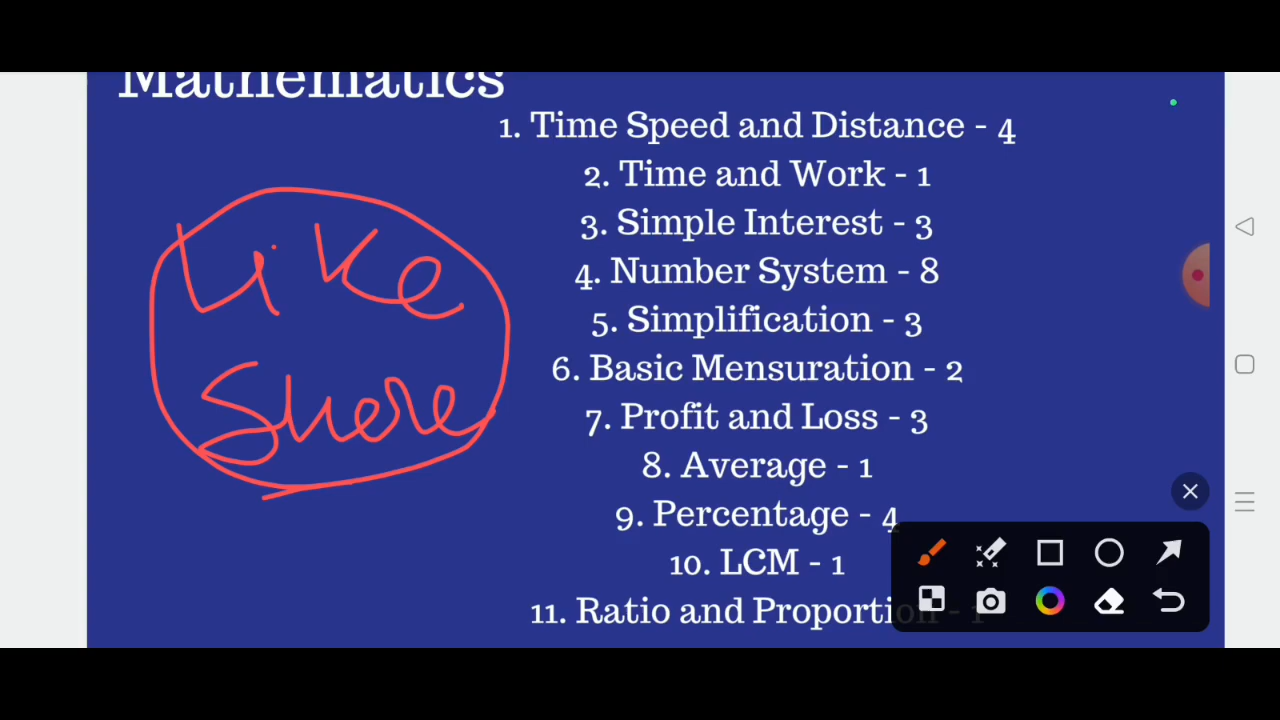 Mathematics
1. Time Speed and Distance - 4
2. Time and Work - 1
3. Simple Interest - 3
4. Number System - 8
5. Simplification - 3
6. Basic Mensuration - 2
7. Profit and Loss - 3
8. Average - 1
9. Percentage - 4
10. LCM - 1
11. Ratio and Proportion - 1
Like
Share